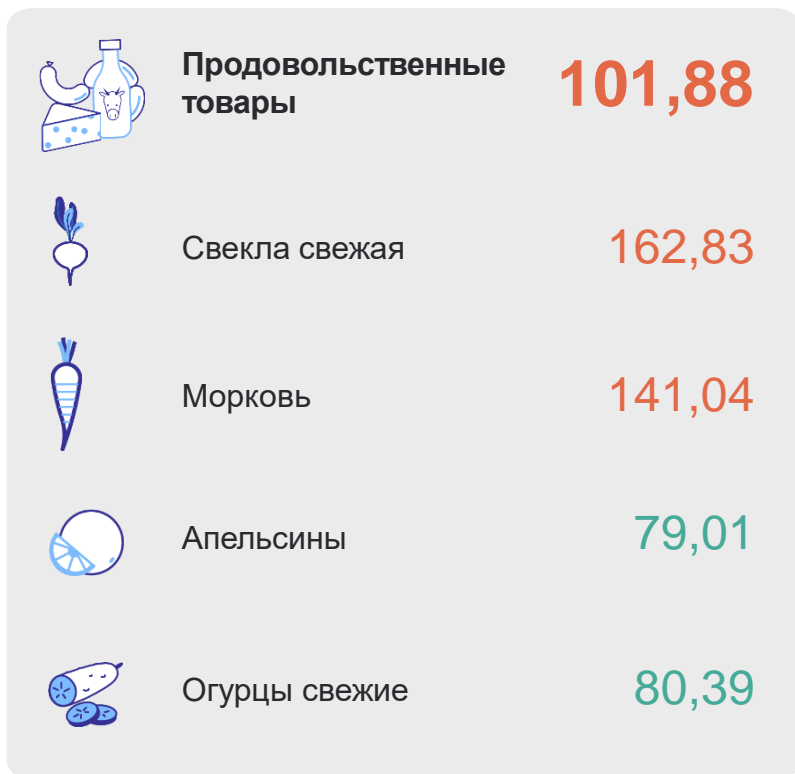 Продовольственные
товары
101,88
Свекла свежая
162,83
Морковь
141,04
Апельсины
79,01
Огурцы свежие
80,39